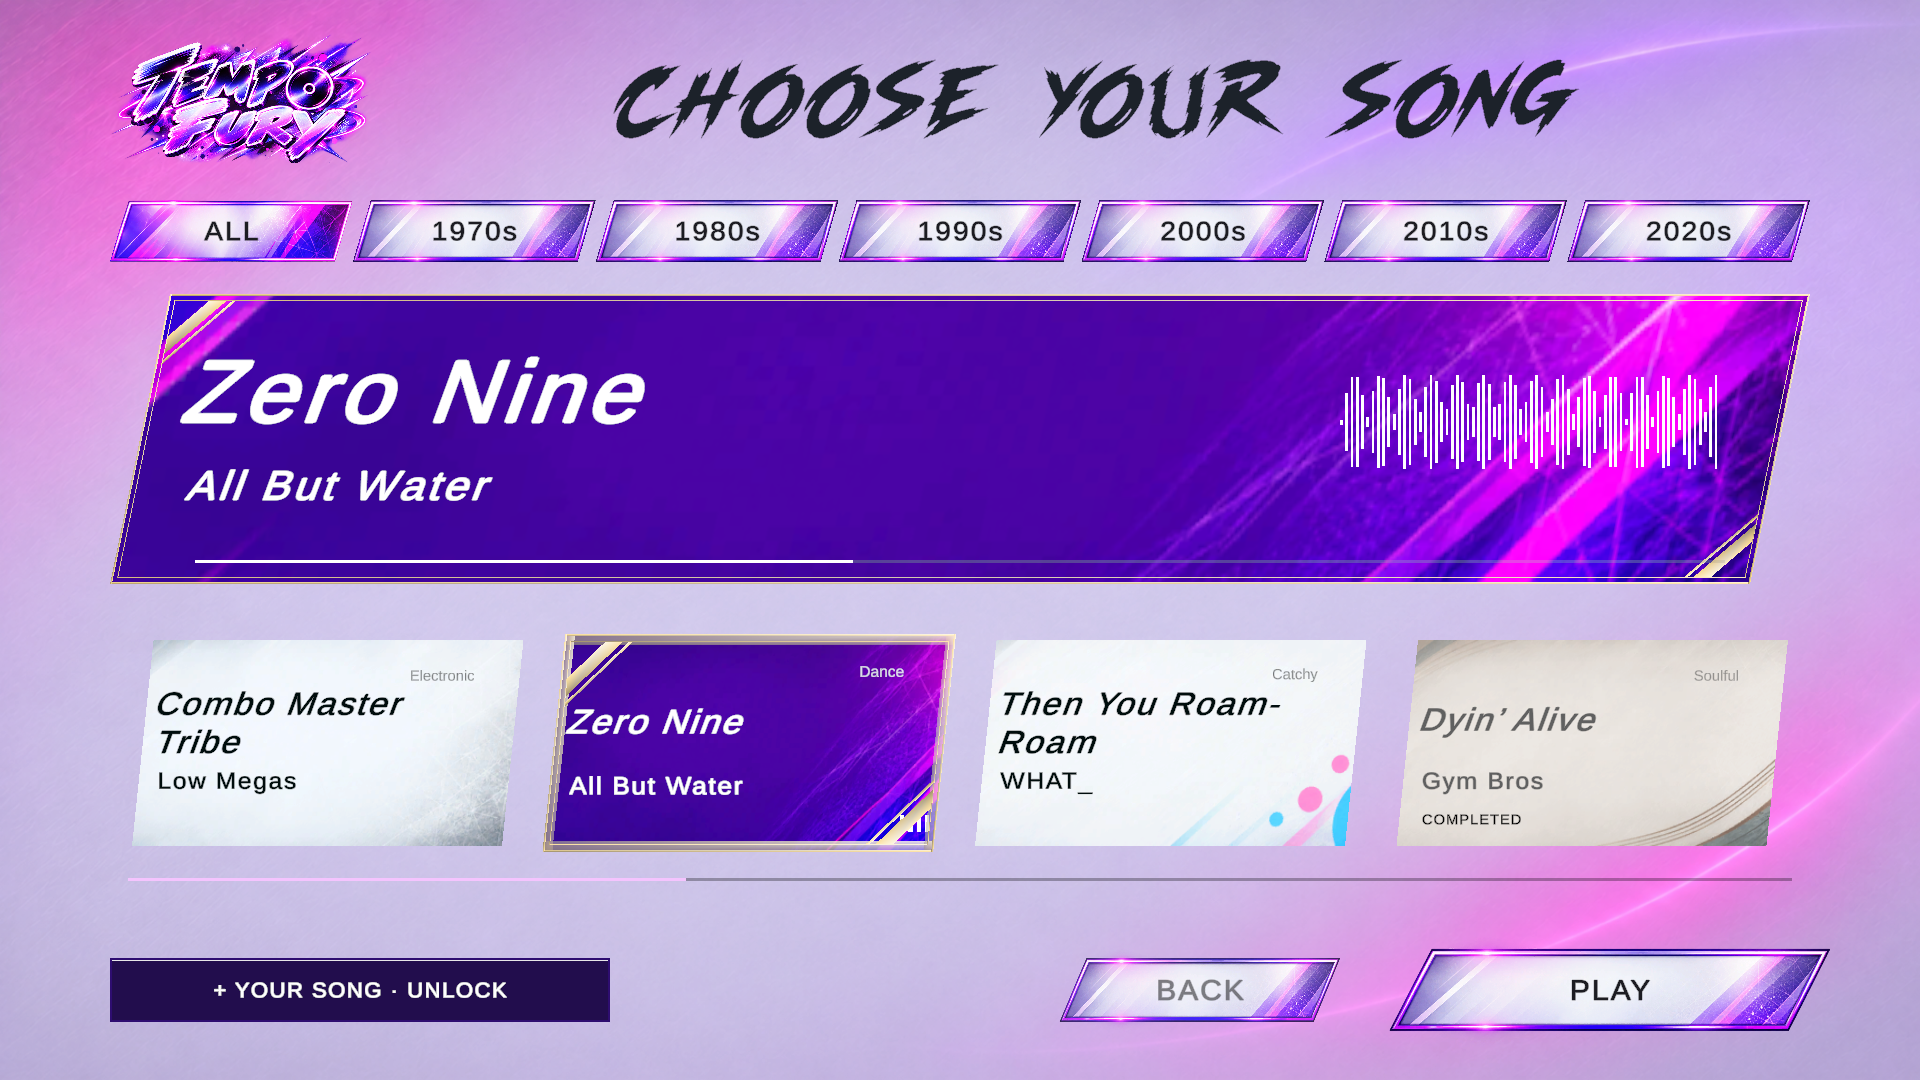 TEMPO
FURY
CHOOSE YOUR SONG
ALL
1970s
1980s
1990s
2000s
2010s
2020s
Zero Nine
All But Water
Electronic
Combo Master
Tribe
Low Megas
Dance
Zero Nine
All But Water
Catchy
Then You Roam-
Roam
WHAT_
Soulful
Dyin’ Alive
Gym Bros
COMPLETED
+ YOUR SONG · UNLOCK
BACK
PLAY